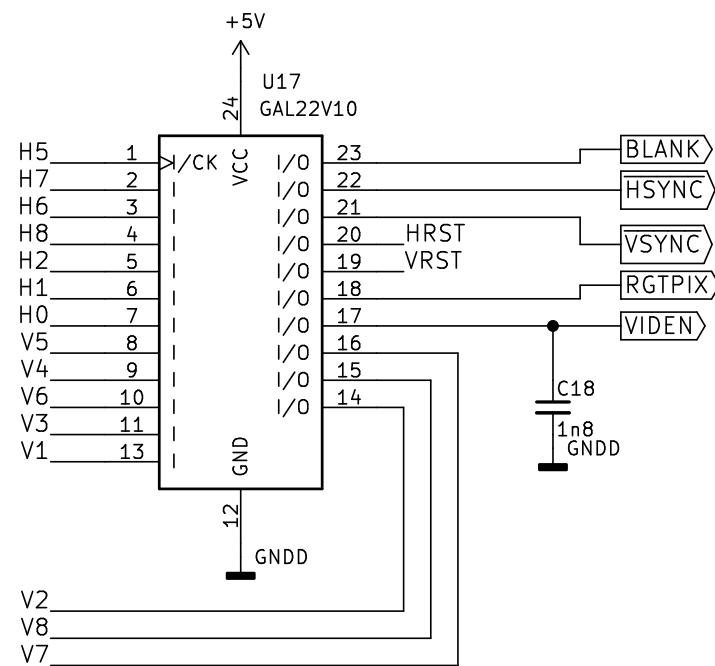 +5V
U17
GAL22V10
24
H5 1 I/CK VCC I/O 23 BLANK
H7 2 I I/O 22 HSYNC
H6 3 I I/O 21 VSYNC
H8 4 I I/O 20 HRST
H2 5 I I/O 19 VRST
H1 6 I I/O 18 RGTPIX
H0 7 I I/O 17 VIDEN
V5 8 I I/O 16
V4 9 I I/O 15
V6 10 I I/O 14
V3 11 I
V1 13 I GND
C18
1n8
GNDD
12
GNDD
V2
V8
V7